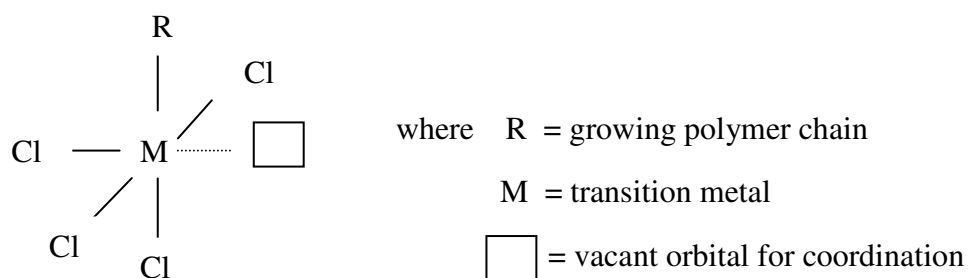 R
Cl
where R = growing polymer chain
Cl M
M = transition metal
Cl
Cl
= vacant orbital for coordination